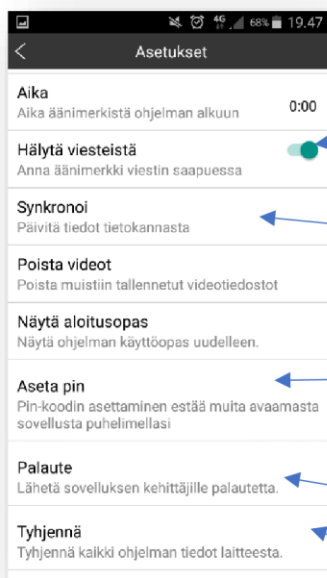 4G 68% 19.47
Asetukset
Aika
Aika äänimerkistä ohjelman alkuun
0:00
Hälytä viesteistä
Anna äänimerkki viestin saapuessa
Synkronoi
Päivitä tiedot tietokannasta
Poista videot
Poista muistiin tallennetut videotiedostot
Näytä aloitusopas
Näytä ohjelman käyttöopas uudelleen.
Aseta pin
Pin-koodin asettaminen estää muita avaamasta
sovellusta puhelimellasi
Palaute
Lähetä sovelluksen kehittäjille palautetta.
Tyhjennä
Tyhjennä kaikki ohjelman tiedot laitteesta.